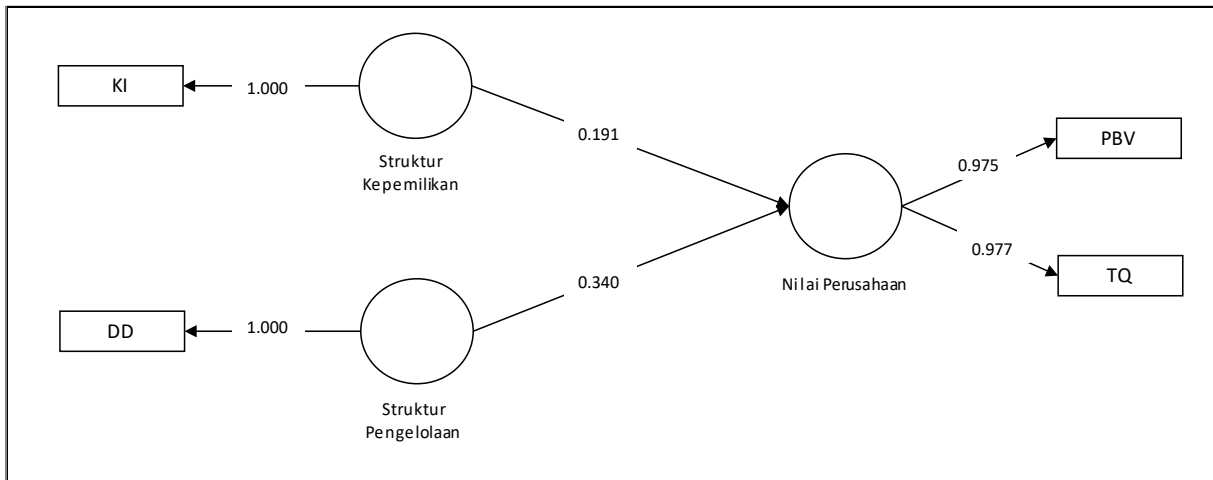 KI
1.000
Struktur
Kepemilikan
0.191
PBV
0.975
Nilai Perusahaan
0.977
TQ
0.340
DD
1.000
Struktur
Pengelolaan